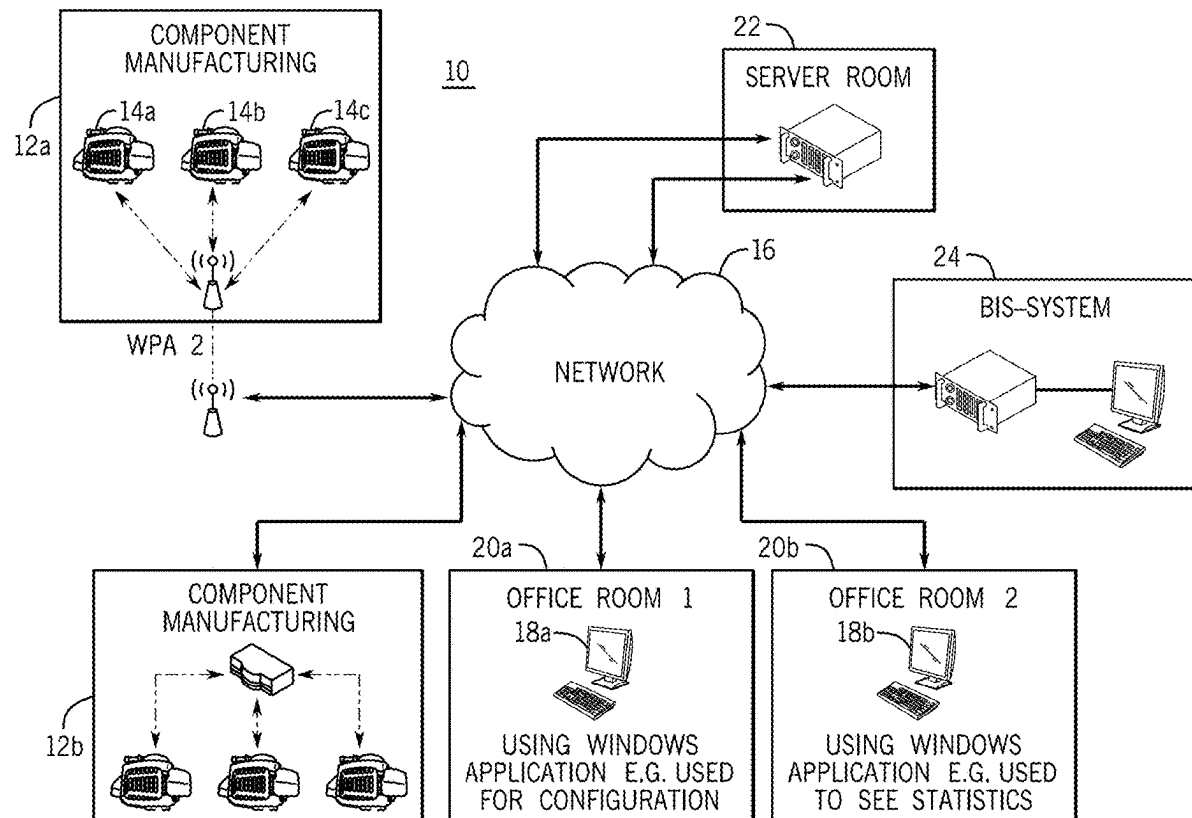 COMPONENT
MANUFACTURING
14a
14b
14c
12a
WPA 2
10
22
SERVER ROOM
16
NETWORK
24
BIS–SYSTEM
12b
COMPONENT
MANUFACTURING
20a
OFFICE ROOM 1
18a
USING WINDOWS
APPLICATION E.G. USED
FOR CONFIGURATION
20b
OFFICE ROOM 2
18b
USING WINDOWS
APPLICATION E.G. USED
TO SEE STATISTICS